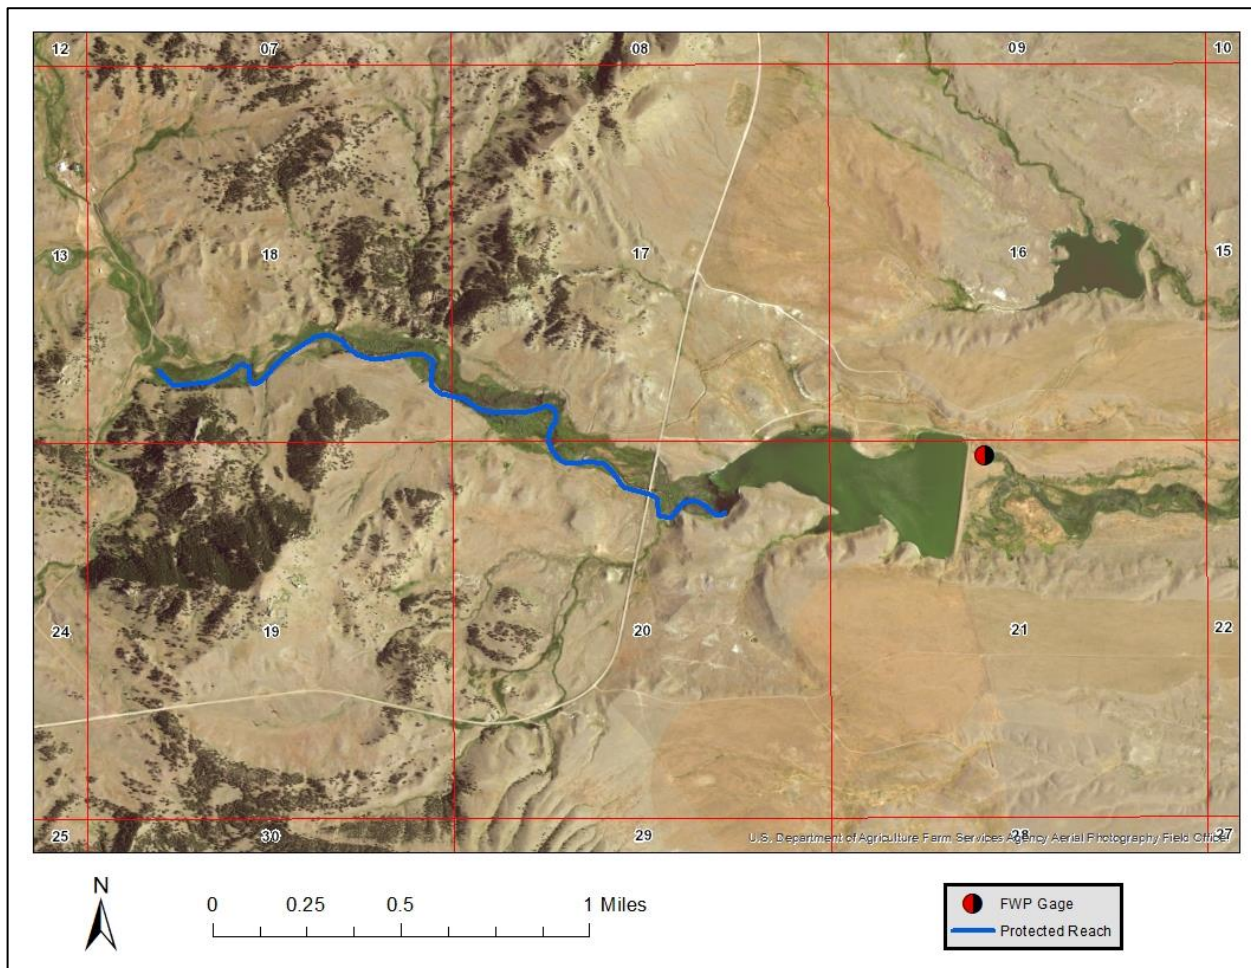 12 07 08 09 10
13 18 17 16 15
24 19 20 21 22
25 30 29 28 27
U.S. Department of Agriculture Farm Services Agency Aerial Photography Field Office
N
0 0.25 0.5 1 Miles
FWP Gage
Protected Reach